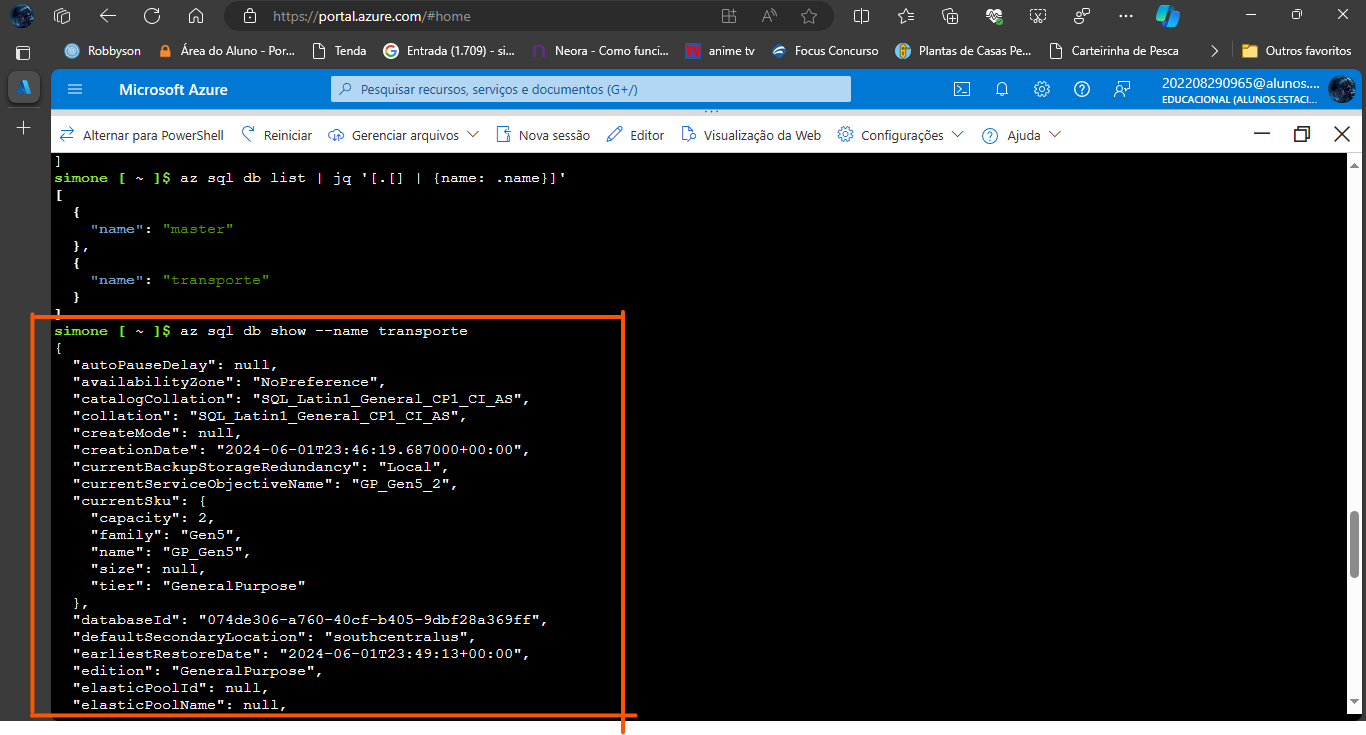 https://portal.azure.com/#home
Robbyson
Área do Aluno - Por...
Tenda
Entrada (1.709) - si...
Neora - Como funci...
anime tv
Focus Concurso
Plantas de Casas Pe...
Carteirinha de Pesca
Outros favoritos
Microsoft Azure
Pesquisar recursos, serviços e documentos (G+/)
202208290965@alunos....
EDUCACIONAL (ALUNOS.ESTACI...
Alternar para PowerShell
Reiniciar
Gerenciar arquivos
Nova sessão
Editor
Visualização da Web
Configurações
Ajuda
]
simone [ ~ ]$ az sql db list | jq '[.[] | {name: .name}]'
[
  {
    "name": "master"
  },
  {
    "name": "transporte"
  }
]
simone [ ~ ]$ az sql db show --name transporte
{
  "autoPauseDelay": null,
  "availabilityZone": "NoPreference",
  "catalogCollation": "SQL_Latin1_General_CP1_CI_AS",
  "collation": "SQL_Latin1_General_CP1_CI_AS",
  "createMode": null,
  "creationDate": "2024-06-01T23:46:19.687000+00:00",
  "currentBackupStorageRedundancy": "Local",
  "currentServiceObjectiveName": "GP_Gen5_2",
  "currentSku": {
    "capacity": 2,
    "family": "Gen5",
    "name": "GP_Gen5",
    "size": null,
    "tier": "GeneralPurpose"
  },
  "databaseId": "074de306-a760-40cf-b405-9dbf28a369ff",
  "defaultSecondaryLocation": "southcentralus",
  "earliestRestoreDate": "2024-06-01T23:49:13+00:00",
  "edition": "GeneralPurpose",
  "elasticPoolId": null,
  "elasticPoolName": null,